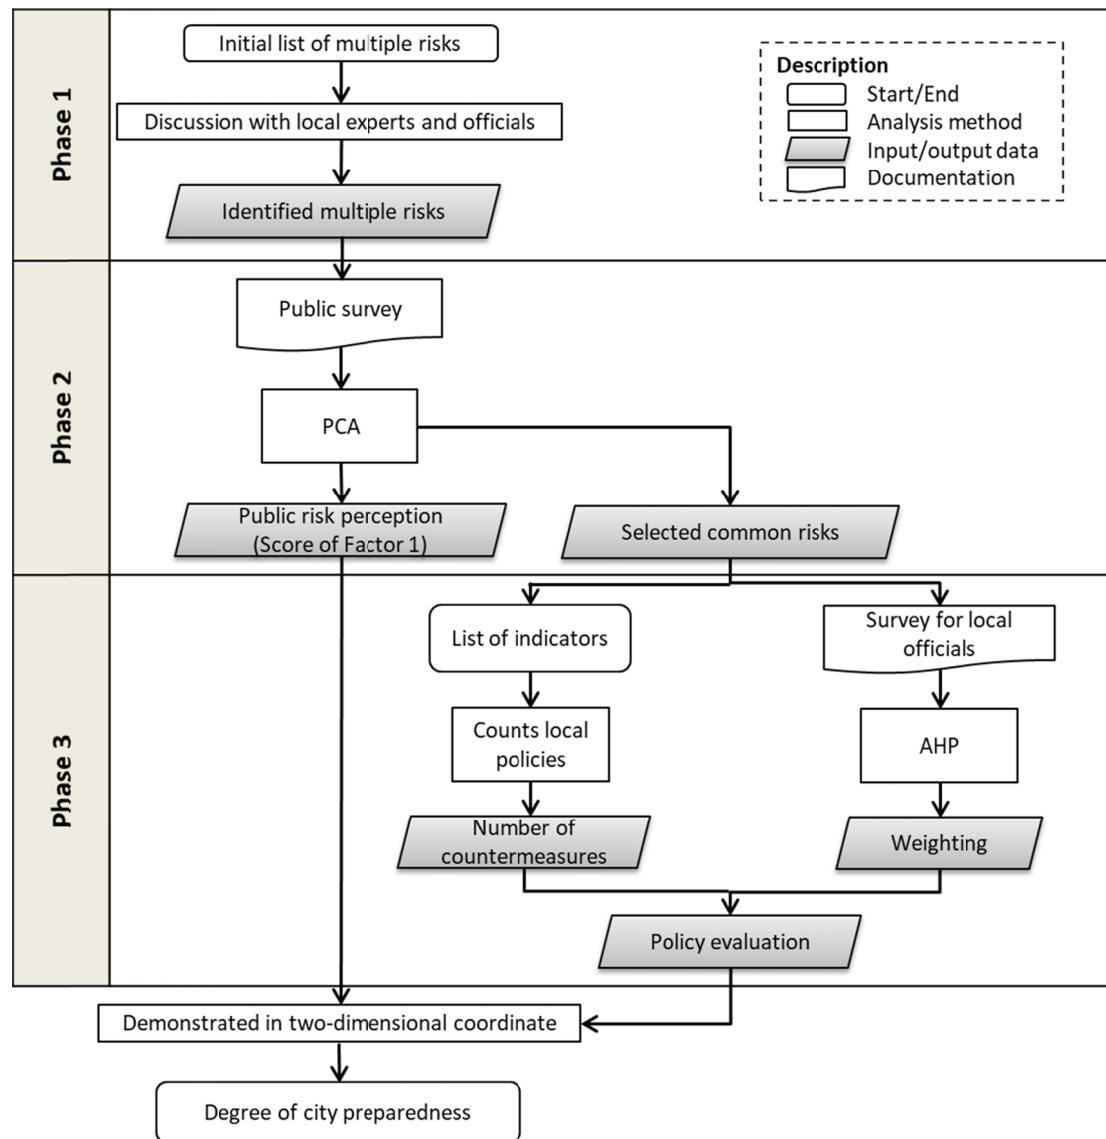 Phase 1
Initial list of multiple risks
Discussion with local experts and officials
Identified multiple risks
Description
Start/End
Analysis method
Input/output data
Documentation
Phase 2
Public survey
PCA
Public risk perception
(Score of Factor 1)
Selected common risks
Phase 3
List of indicators
Survey for local
officials
Counts local
policies
AHP
Number of
countermeasures
Weighting
Policy evaluation
Demonstrated in two-dimensional coordinate
Degree of city preparedness